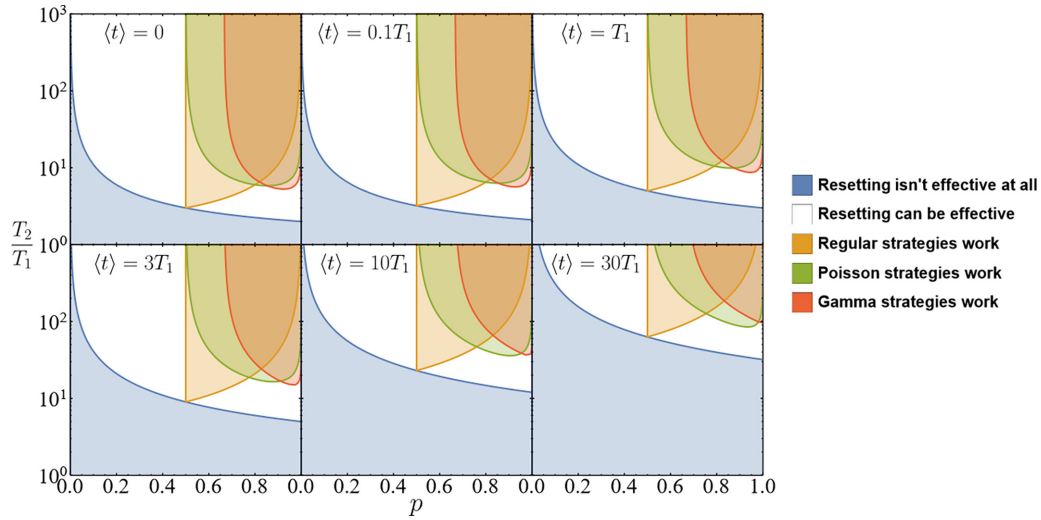 10³
⟨t⟩ = 0
⟨t⟩ = 0.1T₁
⟨t⟩ = T₁
10²
10¹
10⁰
Resetting isn't effective at all
Resetting can be effective
Regular strategies work
Poisson strategies work
Gamma strategies work
T₂
T₁
⟨t⟩ = 3T₁
⟨t⟩ = 10T₁
⟨t⟩ = 30T₁
10²
10¹
10⁰
0.0 0.2 0.4 0.6 0.8 0.0 0.2 0.4 0.6 0.8 0.0 0.2 0.4 0.6 0.8 1.0
p